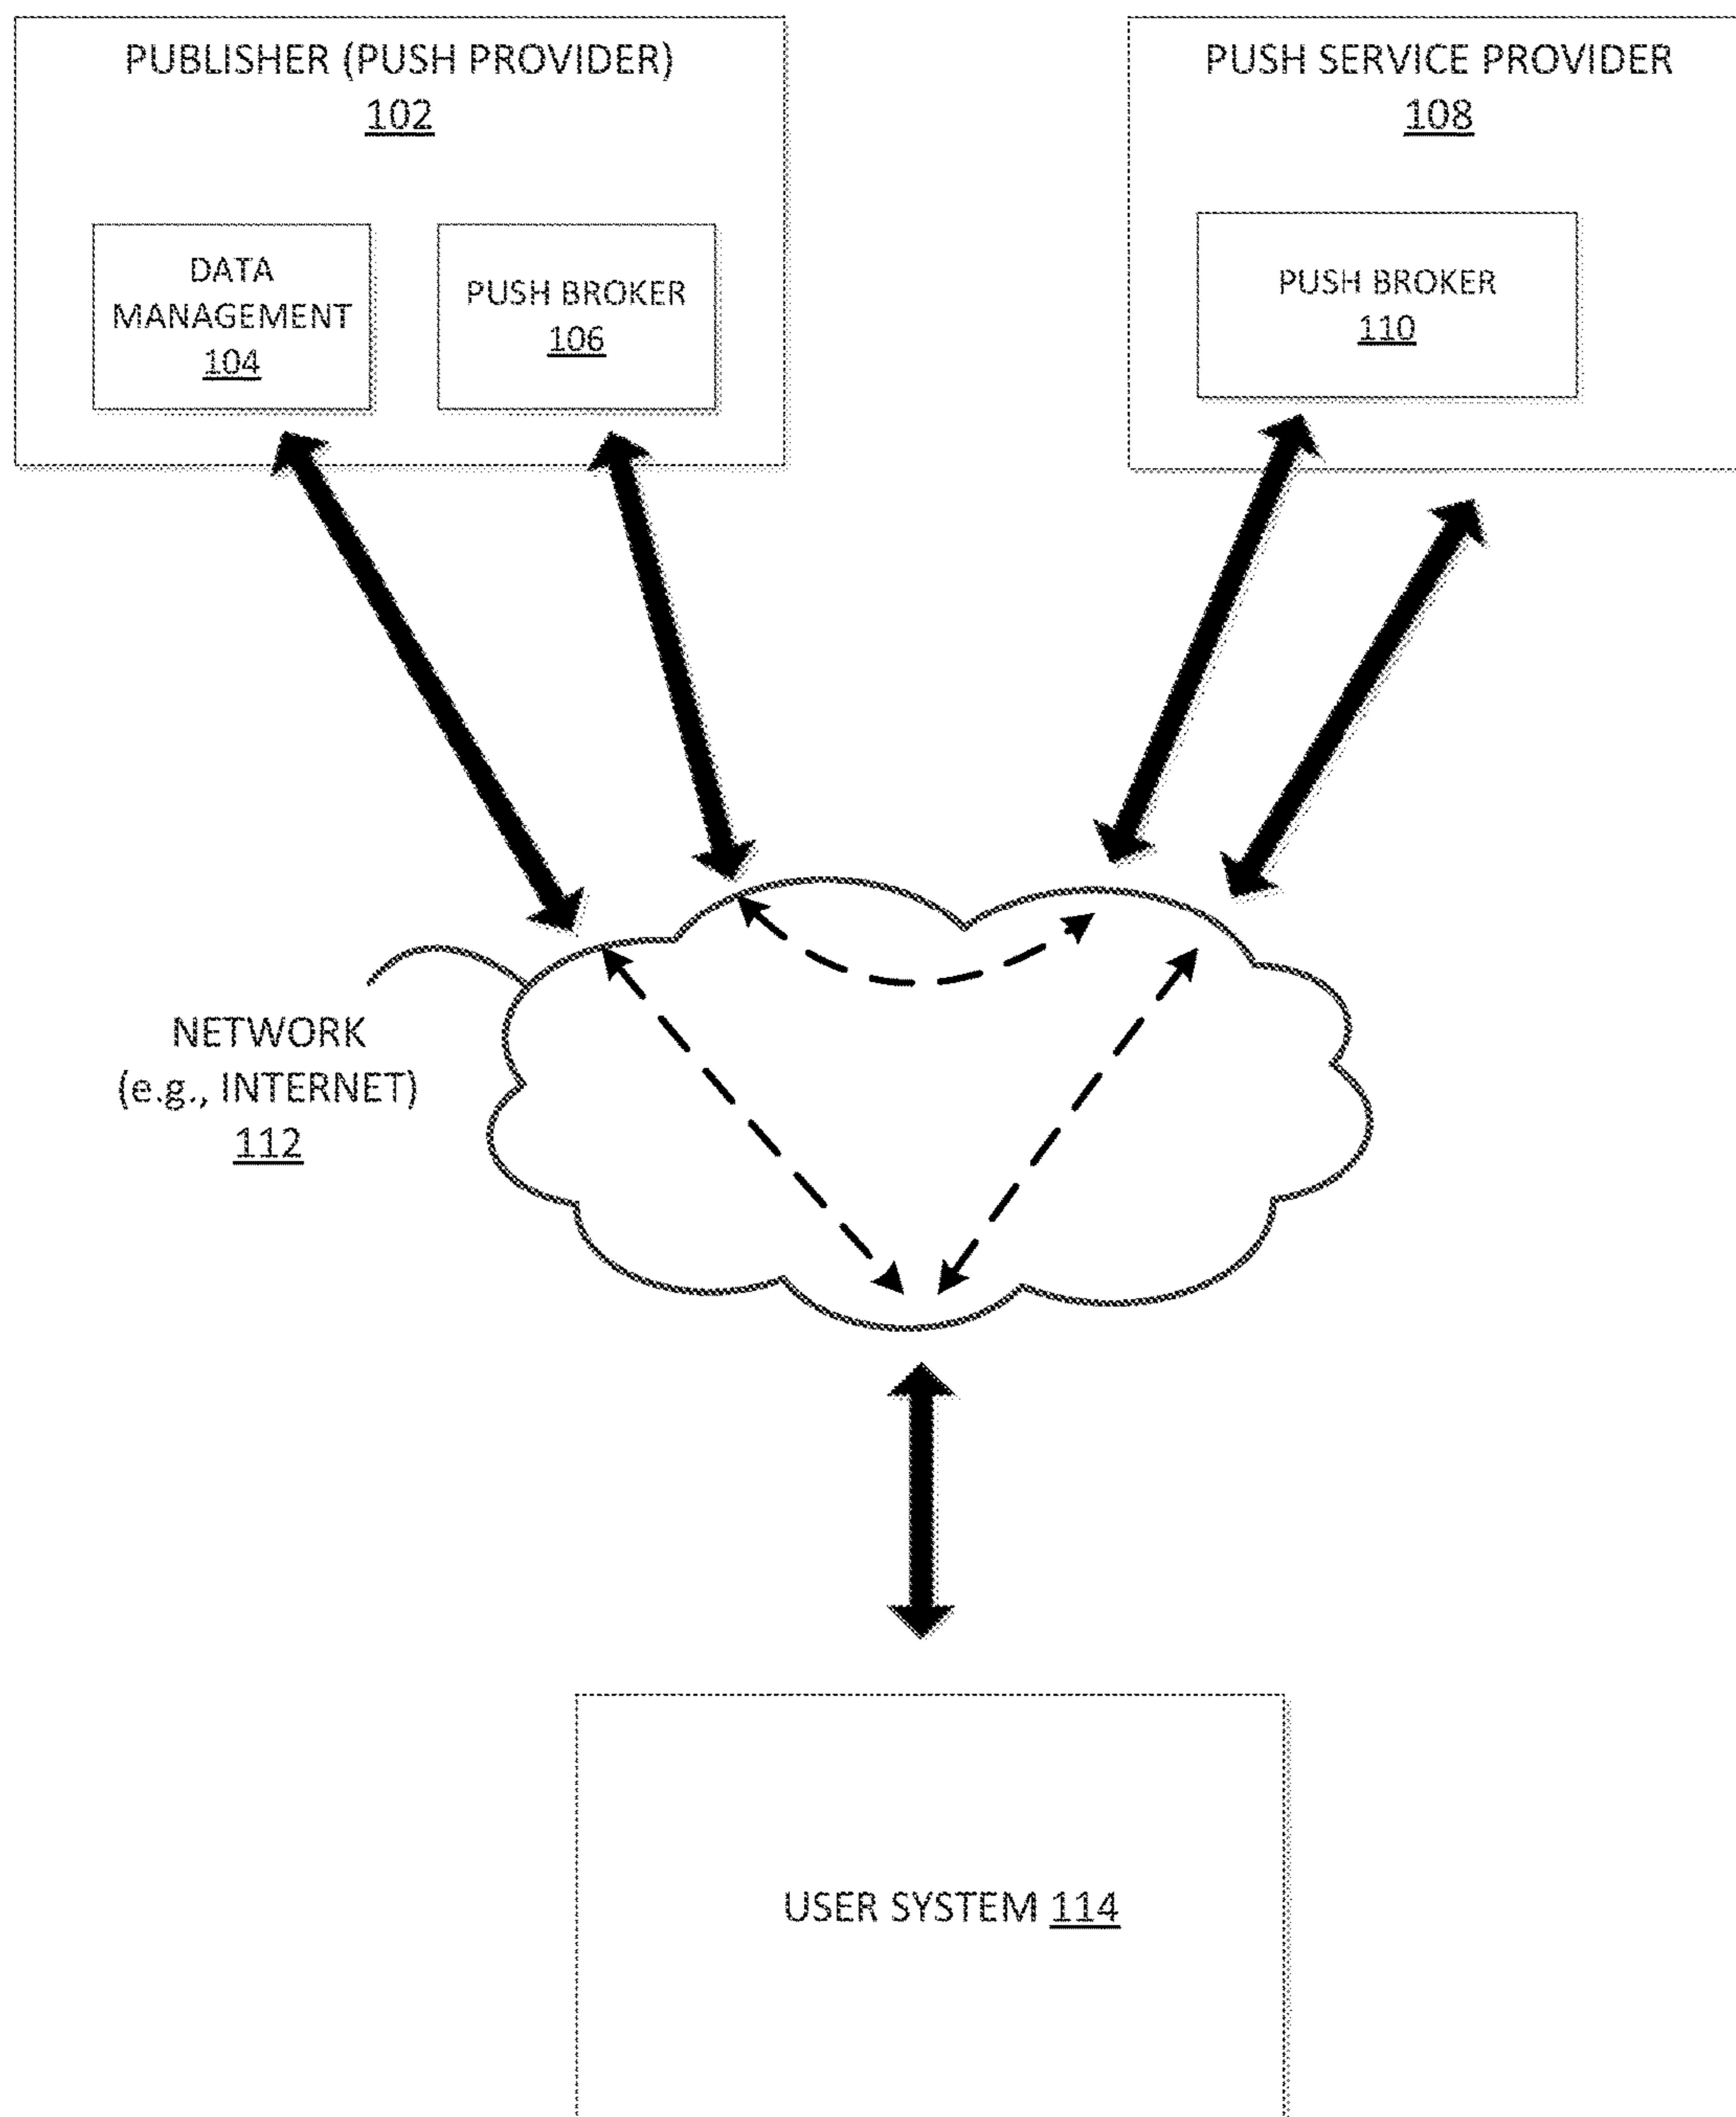 PUBLISHER (PUSH PROVIDER)
102
DATA
MANAGEMENT
104
PUSH BROKER
106
PUSH SERVICE PROVIDER
108
PUSH BROKER
110
NETWORK
(e.g., INTERNET)
112
USER SYSTEM 114